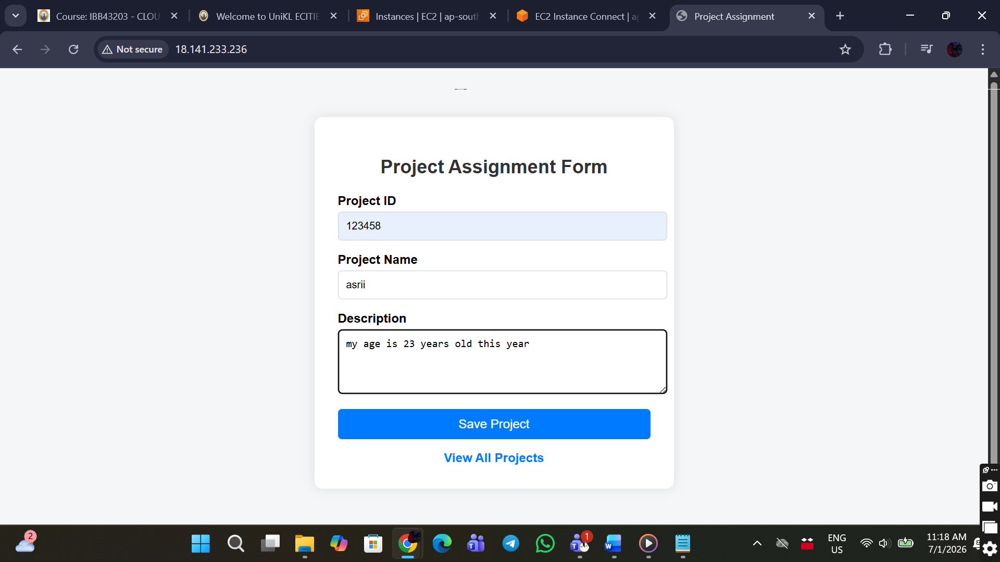 Course: IBB43203 - CLOU
Welcome to UniKL ECITIE
Instances | EC2 | ap-south
EC2 Instance Connect | ap
Project Assignment
Not secure
18.141.233.236
Project Assignment Form
Project ID
123458
Project Name
asrii
Description
my age is 23 years old this year
Save Project
View All Projects
2
1
ENG
US
11:18 AM
7/1/2026